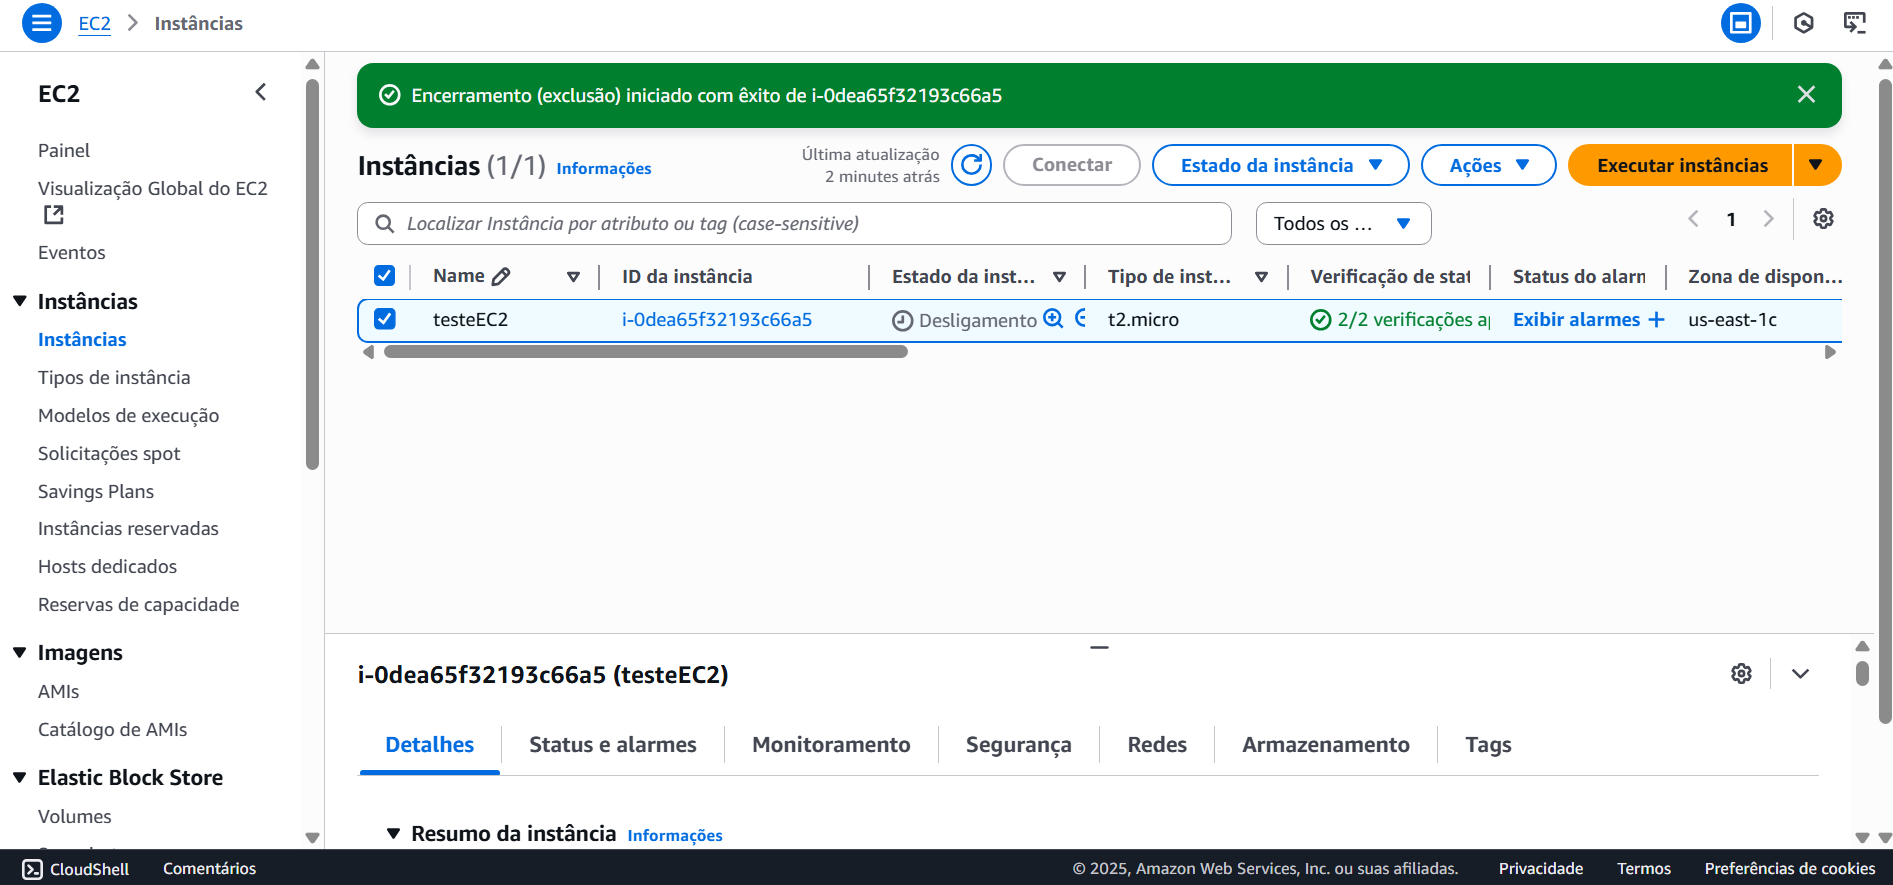 EC2 > Instâncias
EC2
Painel
Visualização Global do EC2
Eventos
Instâncias
Instâncias
Tipos de instância
Modelos de execução
Solicitações spot
Savings Plans
Instâncias reservadas
Hosts dedicados
Reservas de capacidade
Imagens
AMIs
Catálogo de AMIs
Elastic Block Store
Volumes
Encerramento (exclusão) iniciado com êxito de i-0dea65f32193c66a5
Instâncias (1/1) Informações
Última atualização
2 minutes atrás
Conectar
Estado da instância
Ações
Executar instâncias
Localizar Instância por atributo ou tag (case-sensitive)
Todos os ...
1
Name ID da instância Estado da inst... Tipo de inst... Verificação de stat Status do alarn Zona de dispon...
testeEC2 i-0dea65f32193c66a5 Desligamento t2.micro 2/2 verificações Exibir alarmes + us-east-1c
i-0dea65f32193c66a5 (testeEC2)
Detalhes Status e alarmes Monitoramento Segurança Redes Armazenamento Tags
Resumo da instância Informações
CloudShell Comentários © 2025, Amazon Web Services, Inc. ou suas afiliadas. Privacidade Termos Preferências de cookies